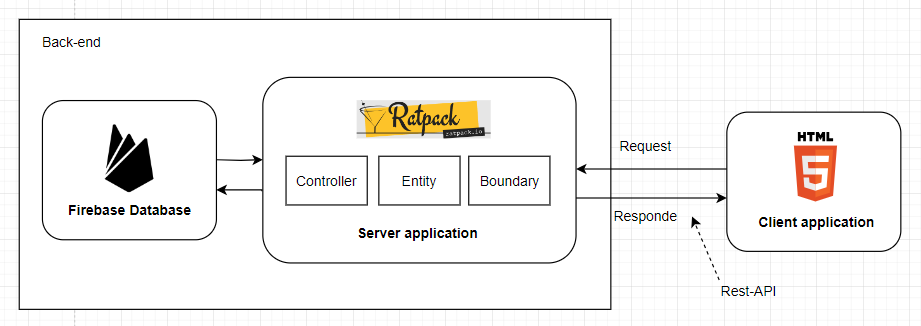 Back-end
Ratpack
ratpack.io
Firebase Database
Controller
Entity
Boundary
Server application
Request
Responde
HTML
5
Client application
Rest-API